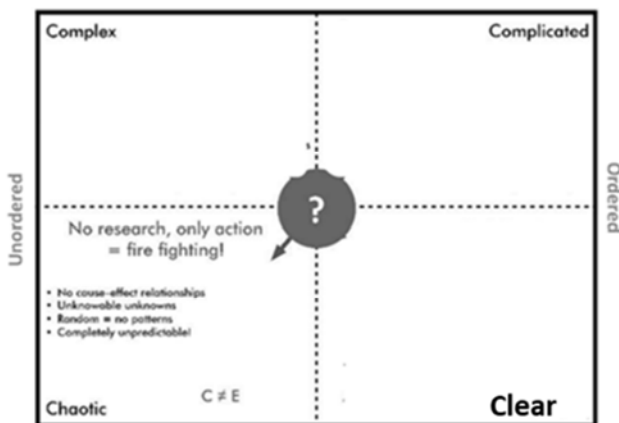 Complex
Complicated
Unordered
Ordered
?
No research, only action
= fire fighting!
• No cause-effect relationships
• Unknowable unknowns
• Random = no patterns
• Completely unpredictable!
C ≠ E
Chaotic
Clear